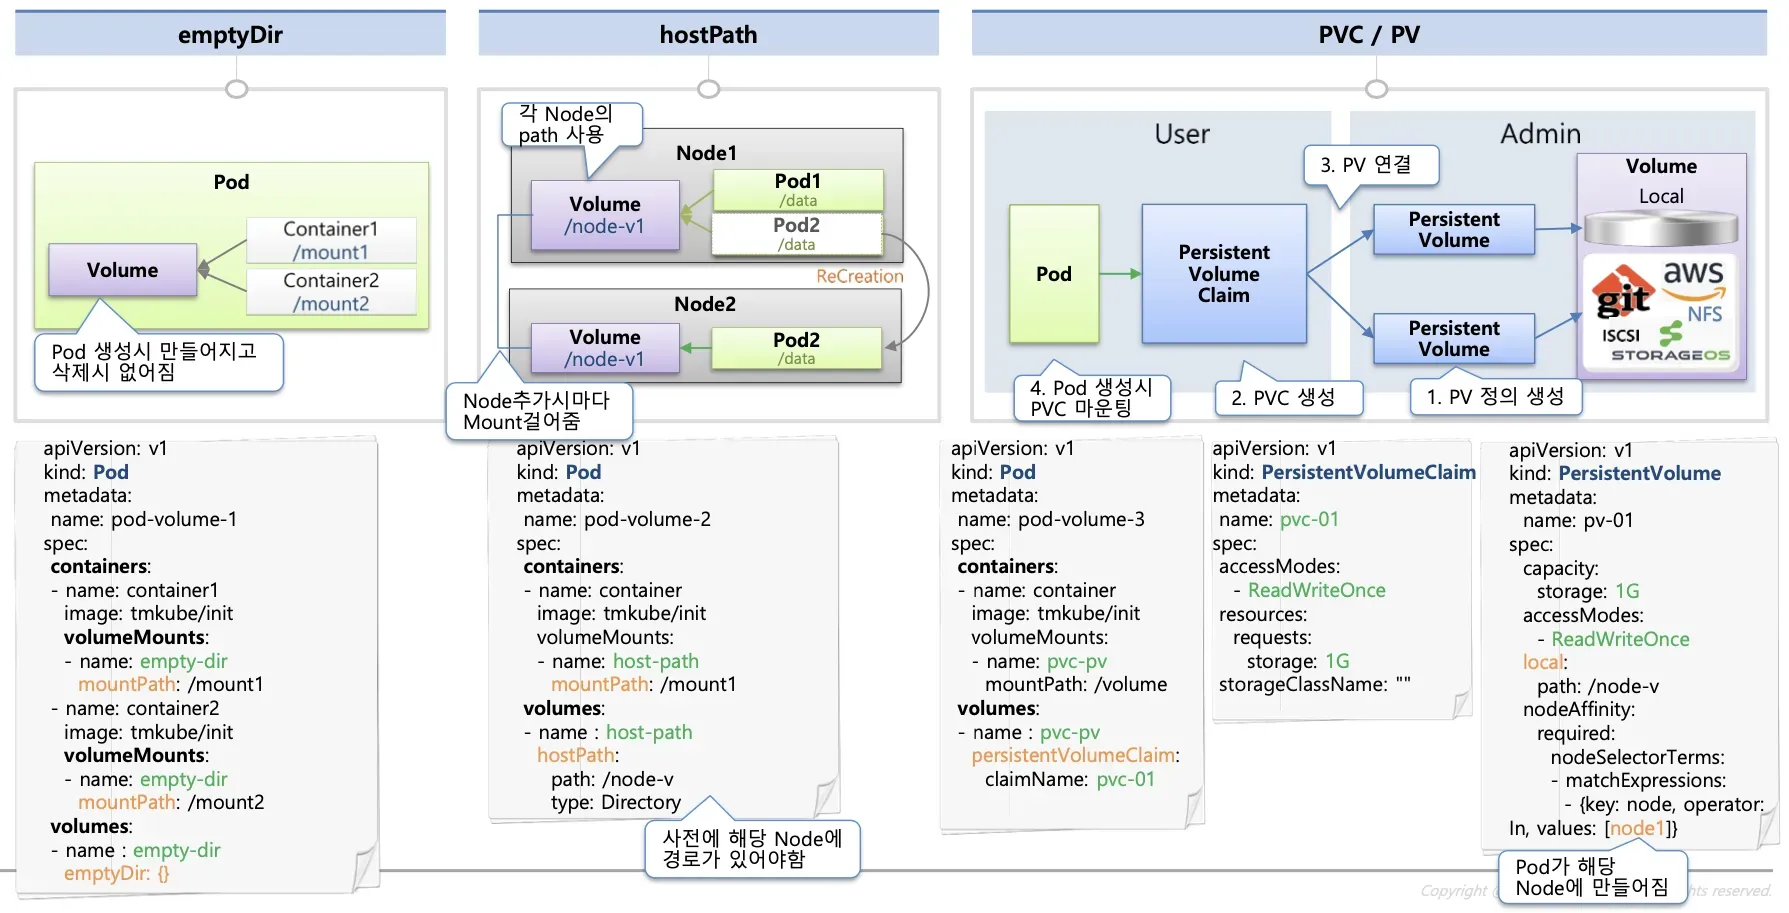 emptyDir
Pod
Volume
Container1
/mount1
Container2
/mount2
Pod 생성시 만들어지고
삭제시 없어짐
apiVersion: v1
kind: Pod
metadata:
name: pod-volume-1
spec:
containers:
- name: container1
image: tmkube/init
volumeMounts:
- name: empty-dir
mountPath: /mount1
- name: container2
image: tmkube/init
volumeMounts:
- name: empty-dir
mountPath: /mount2
volumes:
- name : empty-dir
emptyDir: {}
hostPath
각 Node의
path 사용
Node1
Volume
/node-v1
Pod1
/data
Pod2
/data
ReCreation
Node2
Volume
/node-v1
Pod2
/data
Node추가시마다
Mount걸어줌
apiVersion: v1
kind: Pod
metadata:
name: pod-volume-2
spec:
containers:
- name: container
image: tmkube/init
volumeMounts:
- name: host-path
mountPath: /mount1
volumes:
- name : host-path
hostPath:
path: /node-v
type: Directory
사전에 해당 Node에
경로가 있어야함
PVC / PV
User
Admin
3. PV 연결
Pod
Persistent
Volume
Claim
Persistent
Volume
Persistent
Volume
Volume
Local
git
aws
NFS
iSCSI
STORAGEOS
4. Pod 생성시
PVC 마운팅
2. PVC 생성
1. PV 정의 생성
apiVersion: v1
kind: Pod
metadata:
name: pod-volume-3
spec:
containers:
- name: container
image: tmkube/init
volumeMounts:
- name: pvc-pv
mountPath: /volume
volumes:
- name : pvc-pv
persistentVolumeClaim:
claimName: pvc-01
apiVersion: v1
kind: PersistentVolumeClaim
metadata:
name: pvc-01
spec:
accessModes:
- ReadWriteOnce
resources:
requests:
storage: 1G
storageClassName: ""
apiVersion: v1
kind: PersistentVolume
metadata:
name: pv-01
spec:
capacity:
storage: 1G
accessModes:
- ReadWriteOnce
local:
path: /node-v
nodeAffinity:
required:
nodeSelectorTerms:
- matchExpressions:
- {key: node, operator:
In, values: [node1]}
Pod가 해당
Node에 만들어짐
Copyright
reserved.